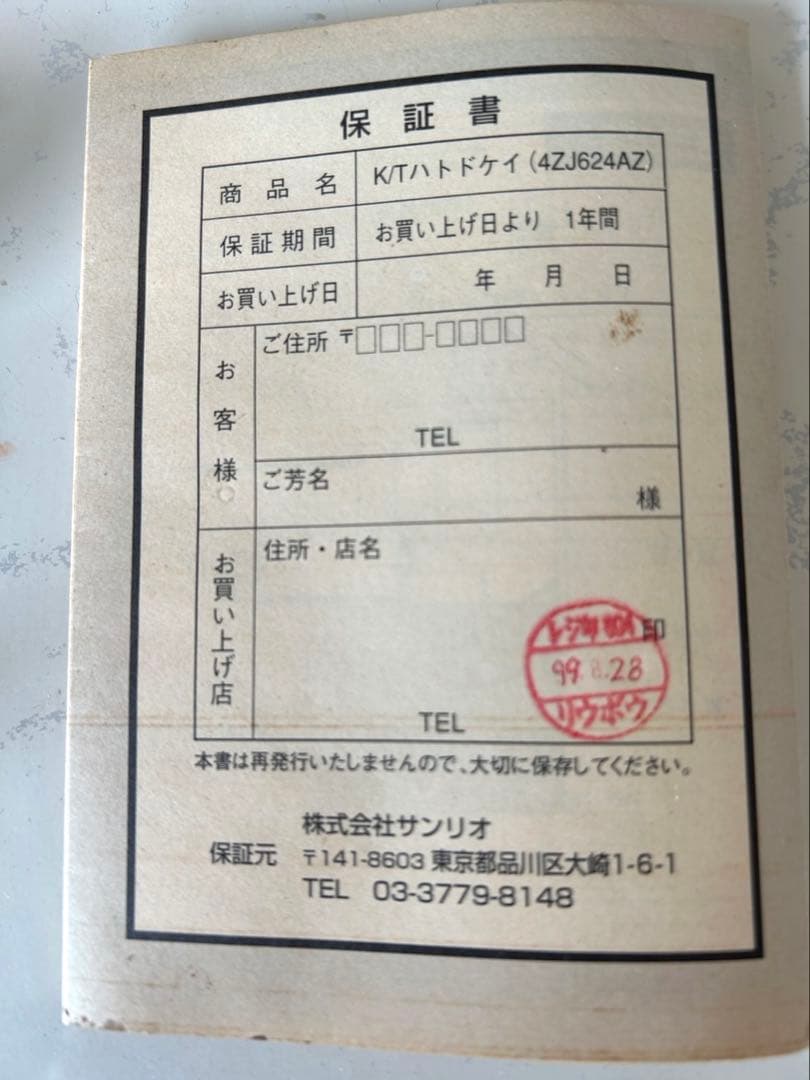 保証書
商品名 K/Tハトドケイ(4ZJ624AZ)
保証期間 お買い上げ日より 1年間
お買い上げ日 年 月 日
お客様
ご住所 〒□□□-□□□□
TEL
ご芳名
様
お買い上げ店
住所・店名
印
99.8.28
リウボウ
TEL
本書は再発行いたしませんので、大切に保存してください。
株式会社サンリオ
保証元 〒141-8603 東京都品川区大崎1-6-1
TEL 03-3779-8148